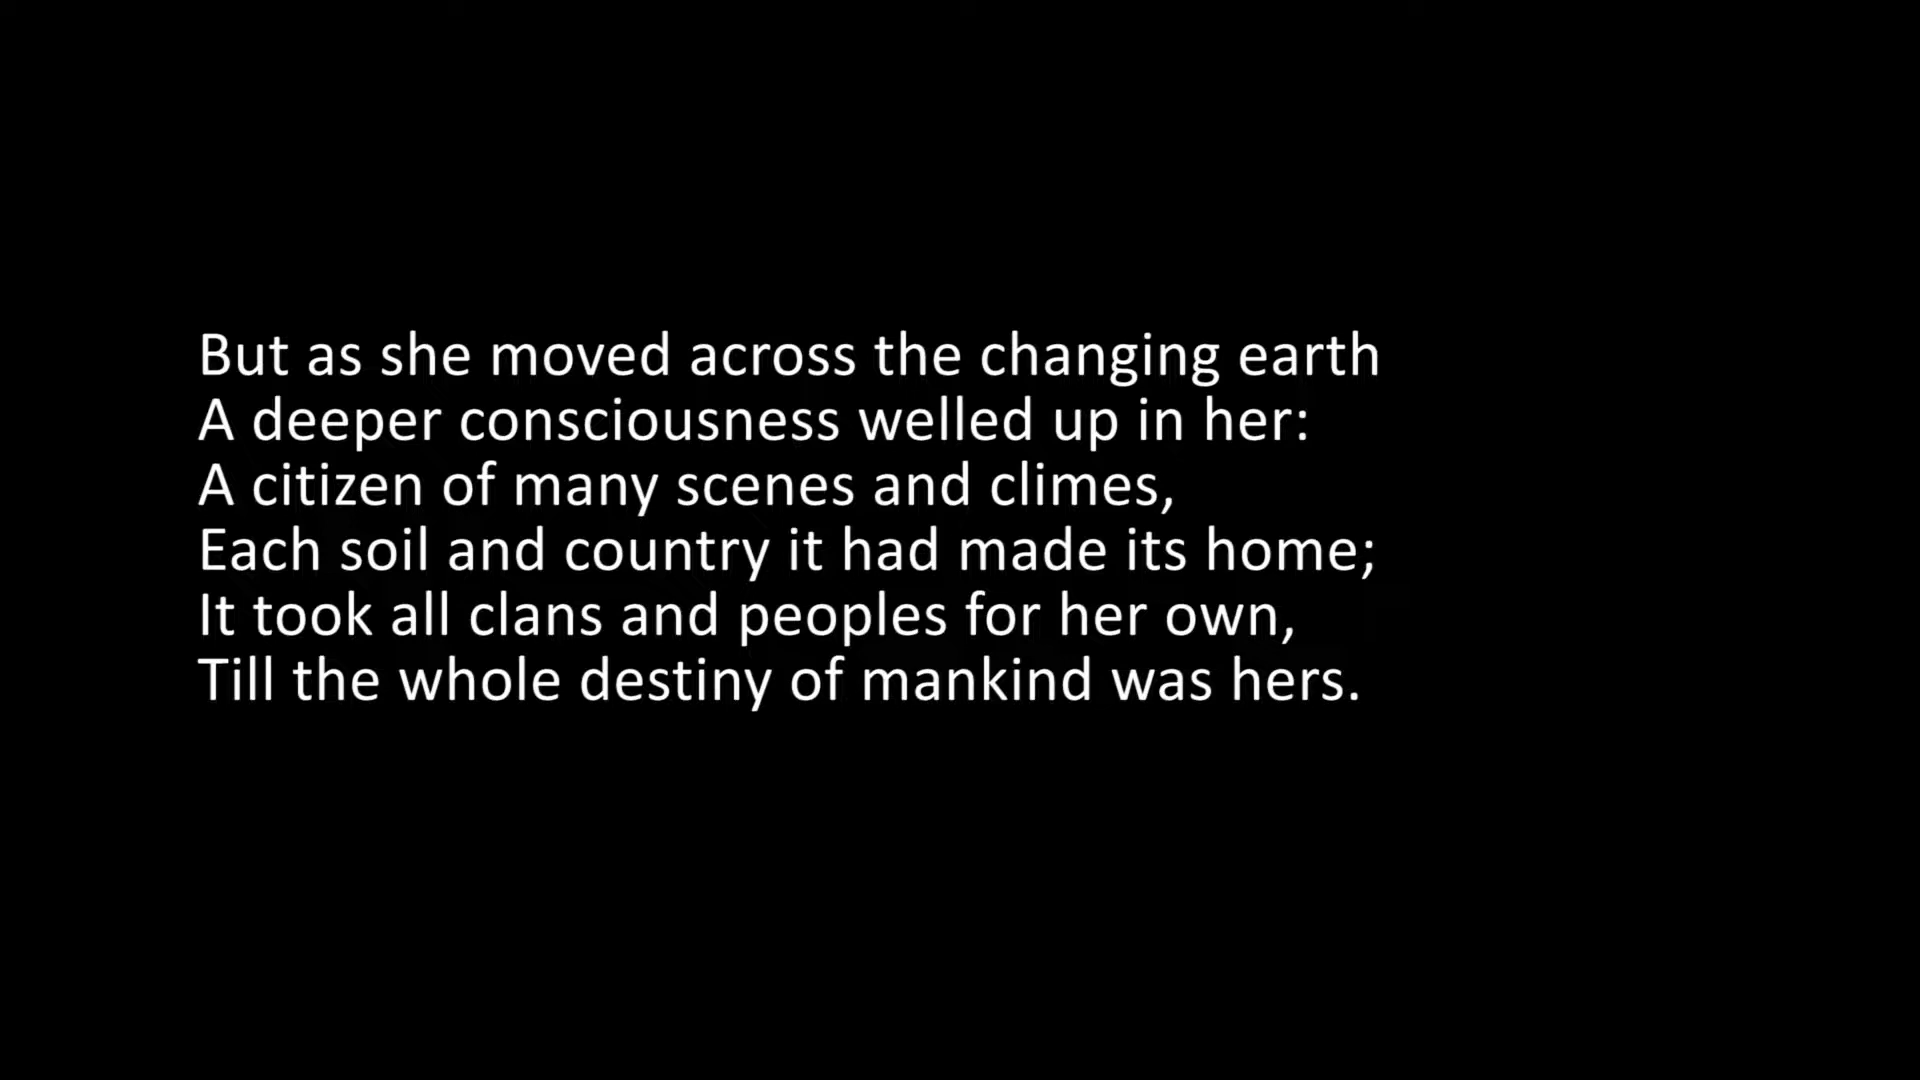 But as she moved across the changing earth
A deeper consciousness welled up in her:
A citizen of many scenes and climes,
Each soil and country it had made its home;
It took all clans and peoples for her own,
Till the whole destiny of mankind was hers.